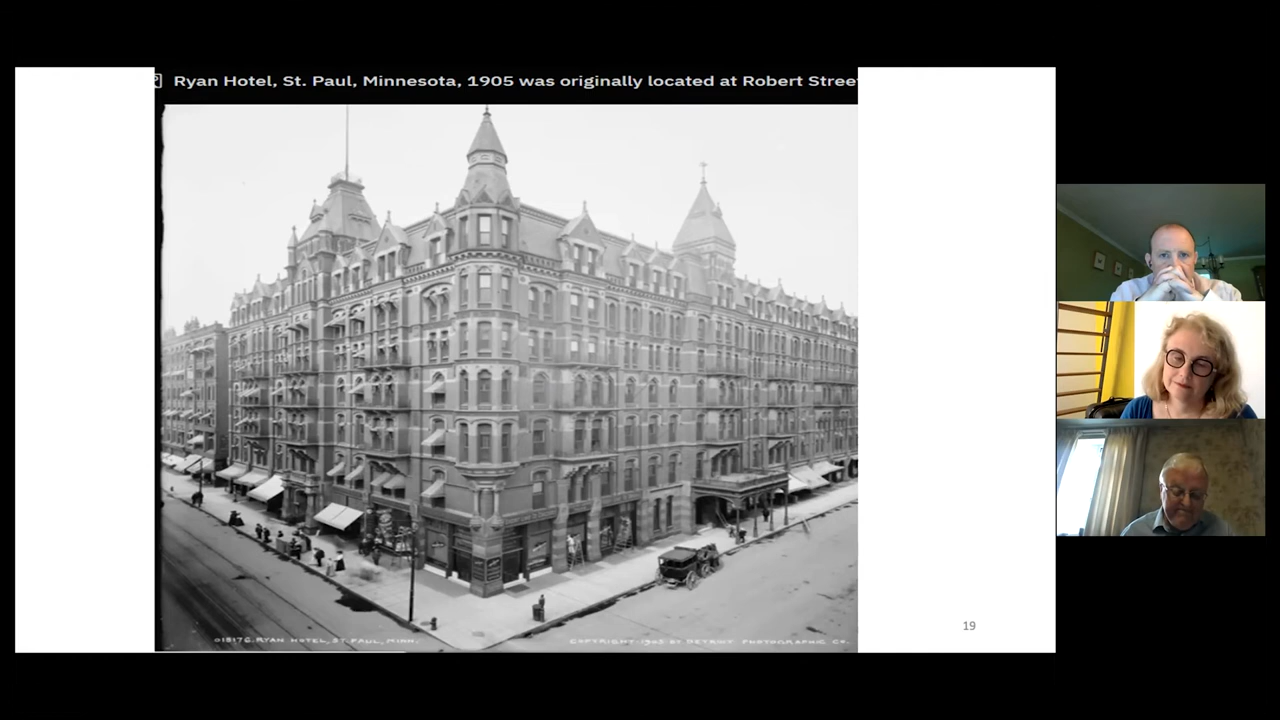 Ryan Hotel, St. Paul, Minnesota, 1905 was originally located at Robert Stree
018176. RYAN HOTEL, ST. PAUL, MINN.
COPYRIGHT 1905 BY DETROIT PHOTOGRAPHIC CO.
19